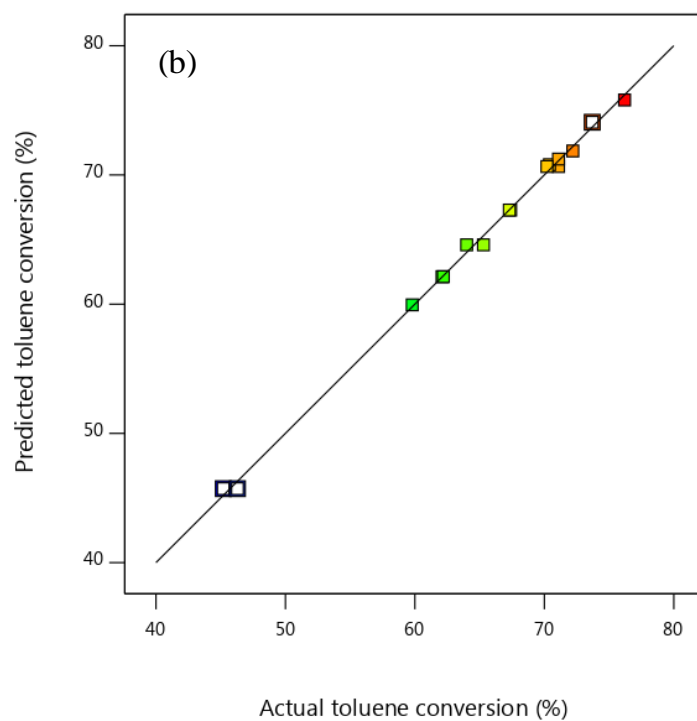 (b)
80
70
60
50
40
Predicted toluene conversion (%)
40 50 60 70 80
Actual toluene conversion (%)